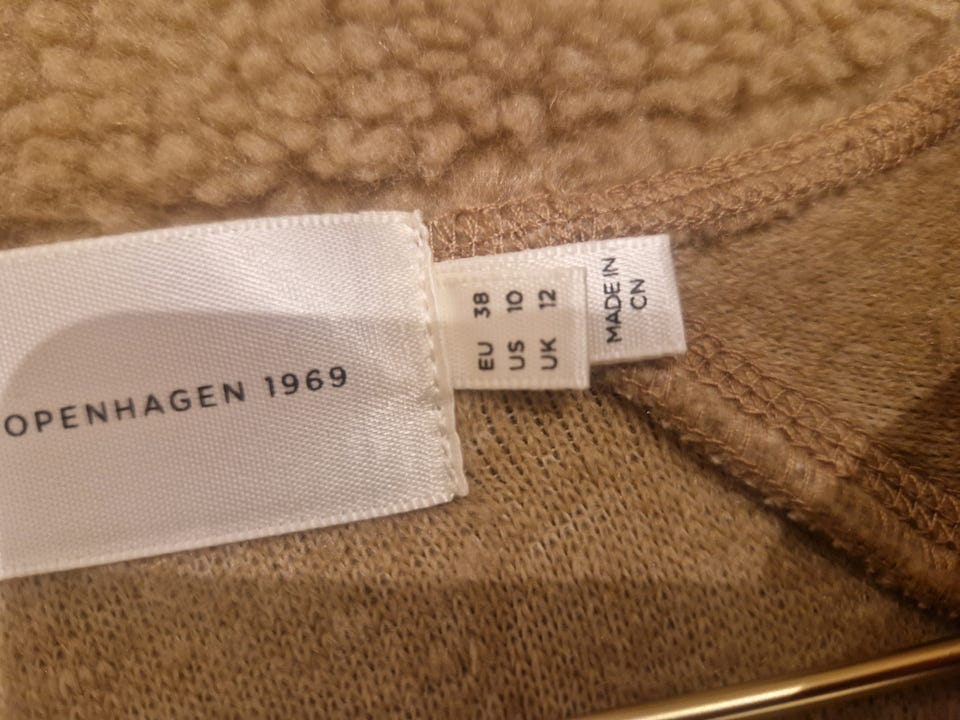 OPENHAGEN 1969
EU 38
US 10
UK 12
MADE IN
CN